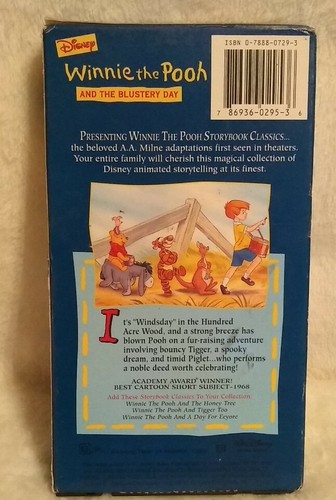 Disney
ISBN 0-7888-0729-3
Winnie the Pooh
AND THE BLUSTERY DAY
7 86936-0295-3 6
PRESENTING WINNIE THE POOH STORYBOOK CLASSICS...
the beloved A.A. Milne adaptations first seen in theaters.
Your entire family will cherish this magical collection of
Disney animated storytelling at its finest.
It's "Windsday" in the Hundred
Acre Wood, and a strong breeze has
blown Pooh on a fur-raising adventure
involving bouncy Tigger, a spooky
dream, and timid Piglet...who performs
a noble deed worth celebrating!
ACADEMY AWARD® WINNER!
BEST CARTOON SHORT SUBJECT-1968
Add These Storybook Classics To Your Collection:
Winnie The Pooh And The Honey Tree
Winnie The Pooh And Tigger Too
Winnie The Pooh And A Day For Eeyore